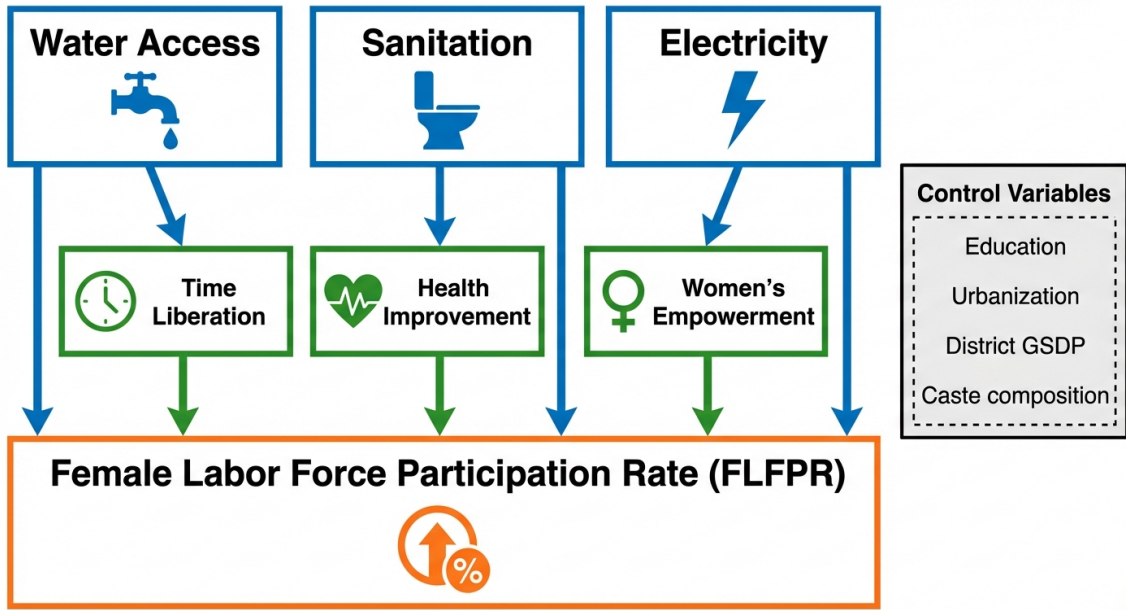 Water Access
Sanitation
Electricity
Time
Liberation
Health
Improvement
Women's
Empowerment
Control Variables
Education
Urbanization
District GSDP
Caste composition
Female Labor Force Participation Rate (FLFPR)
%